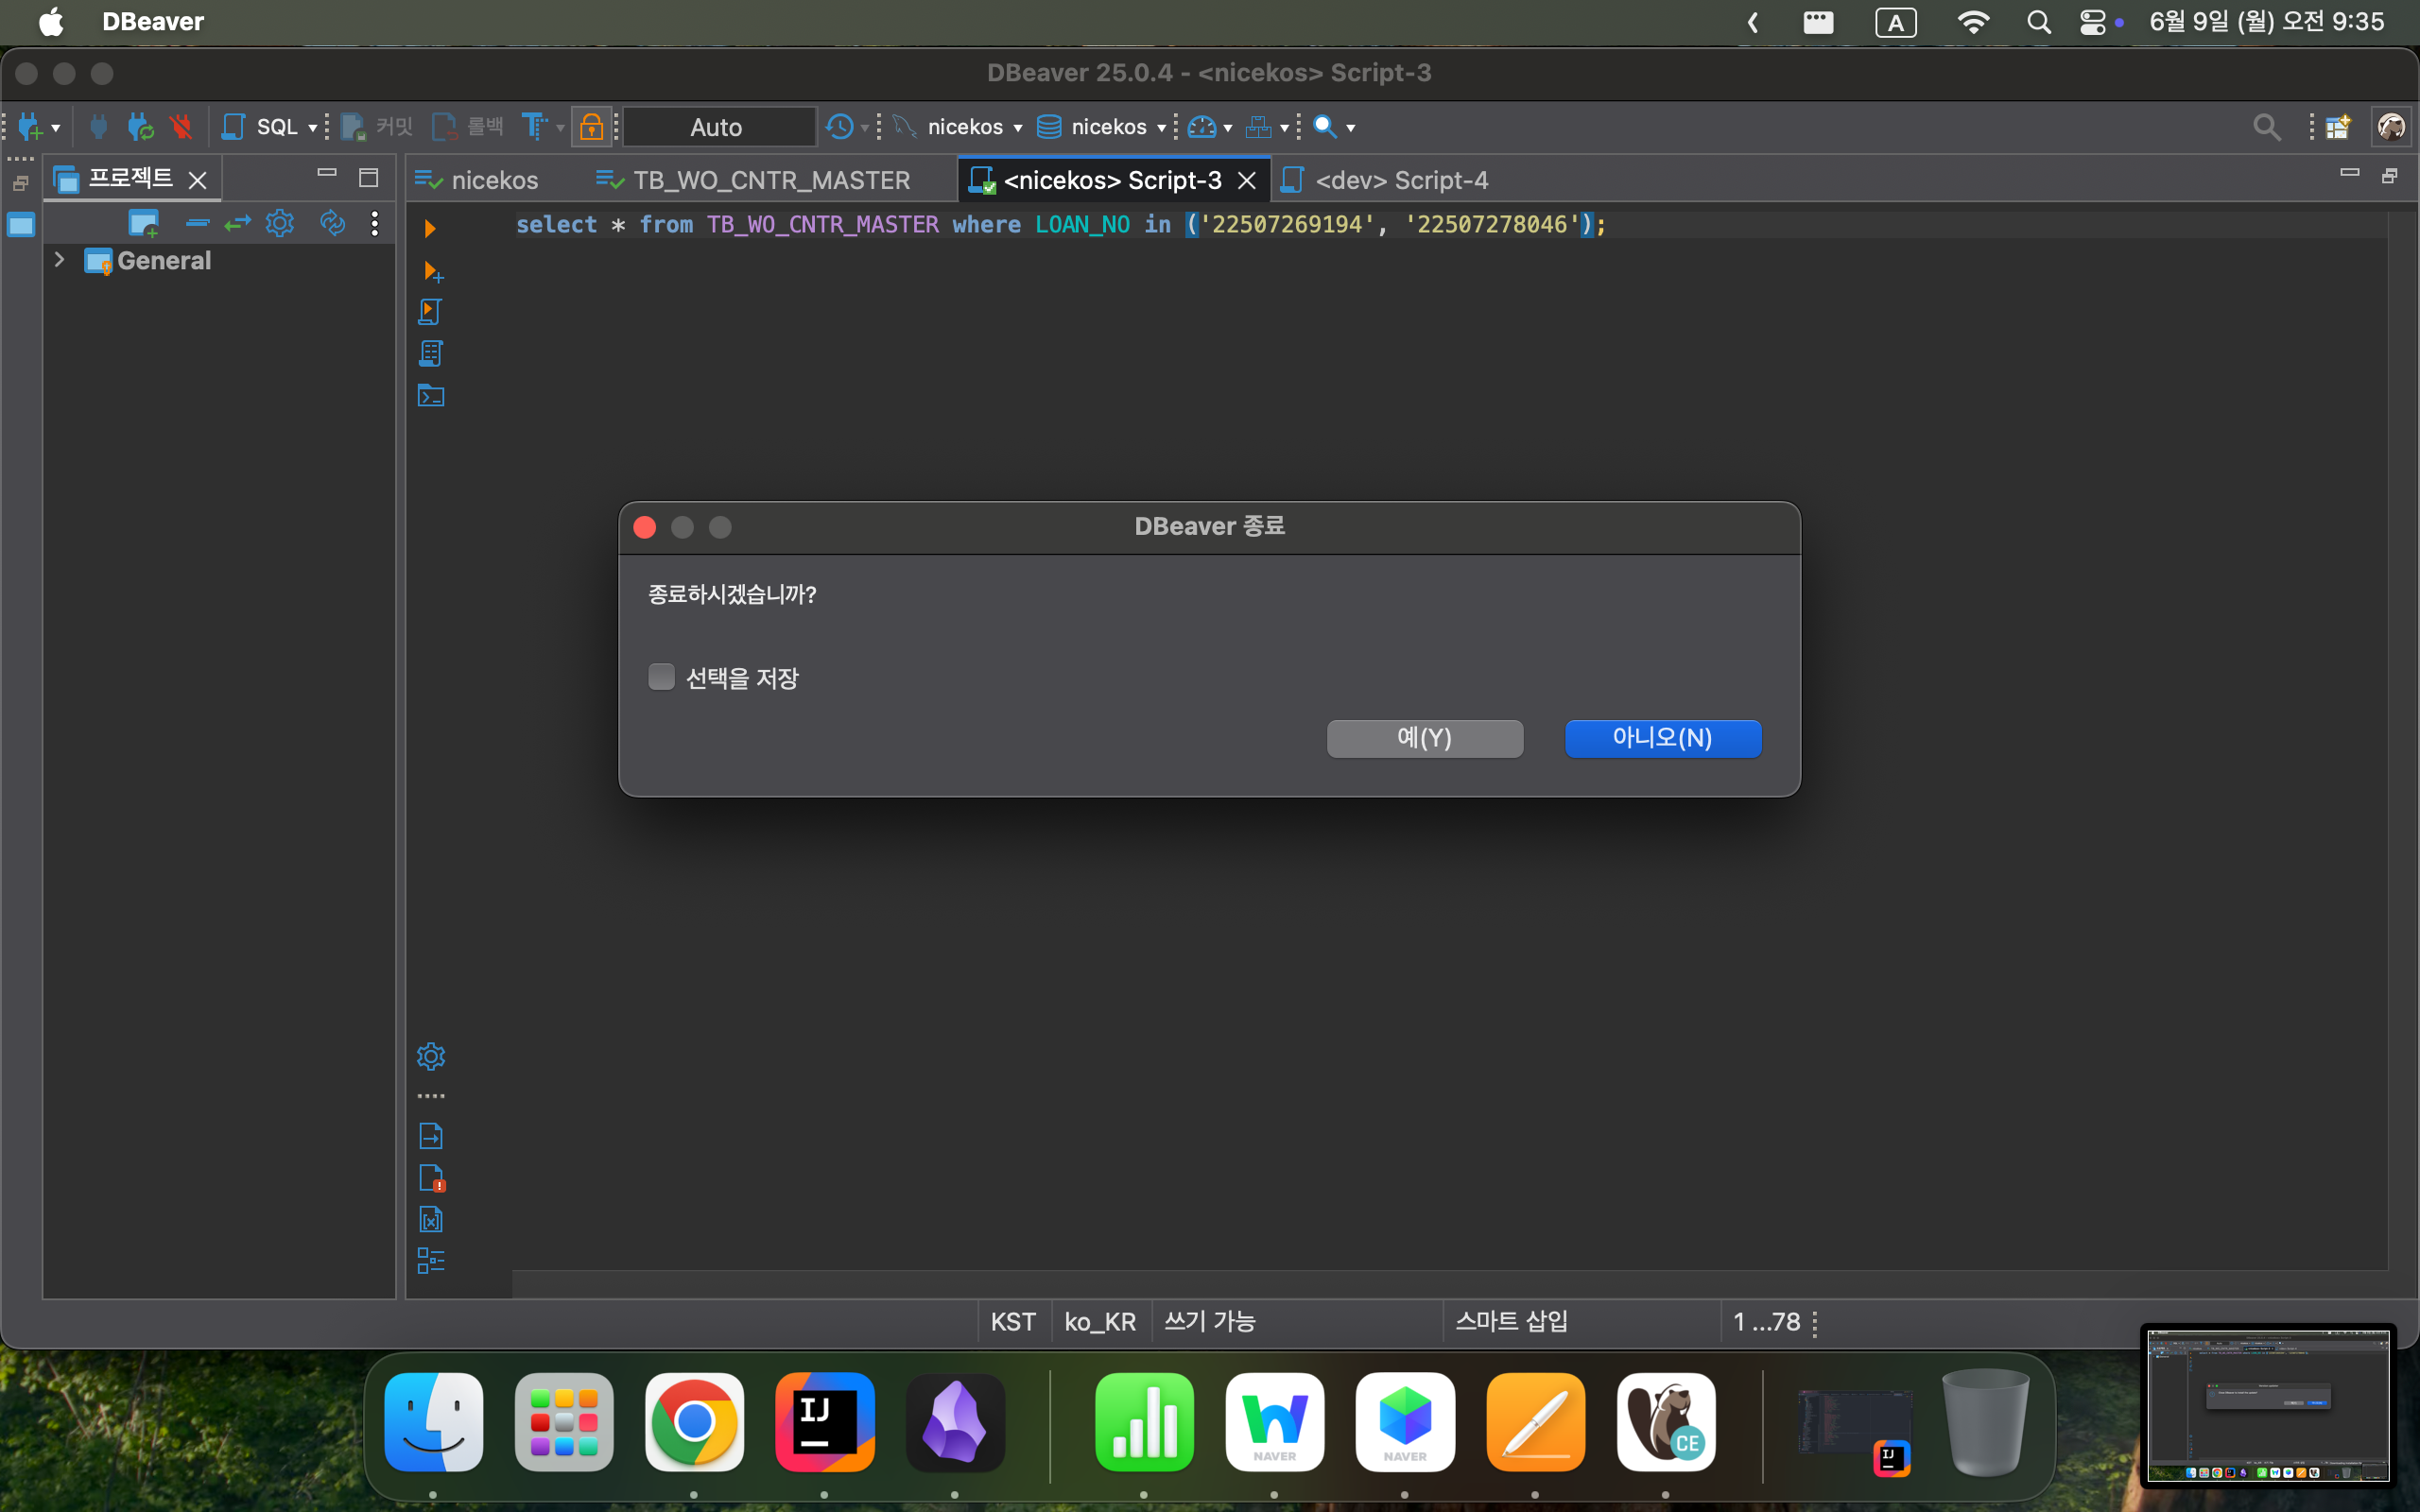 DBeaver
A
6월 9일 (월) 오전 9:35
DBeaver 25.0.4 - <nicekos> Script-3
SQL
커밋
롤백
Auto
nicekos
nicekos
프로젝트
nicekos
TB_WO_CNTR_MASTER
<nicekos> Script-3
<dev> Script-4
General
select * from TB_WO_CNTR_MASTER where LOAN_NO in ('22507269194', '22507278046');
DBeaver 종료
종료하시겠습니까?
선택을 저장
예(Y)
아니오(N)
KST
ko_KR
쓰기 가능
스마트 삽입
1 ...78
IJ
NAVER
NAVER
CE
IJ